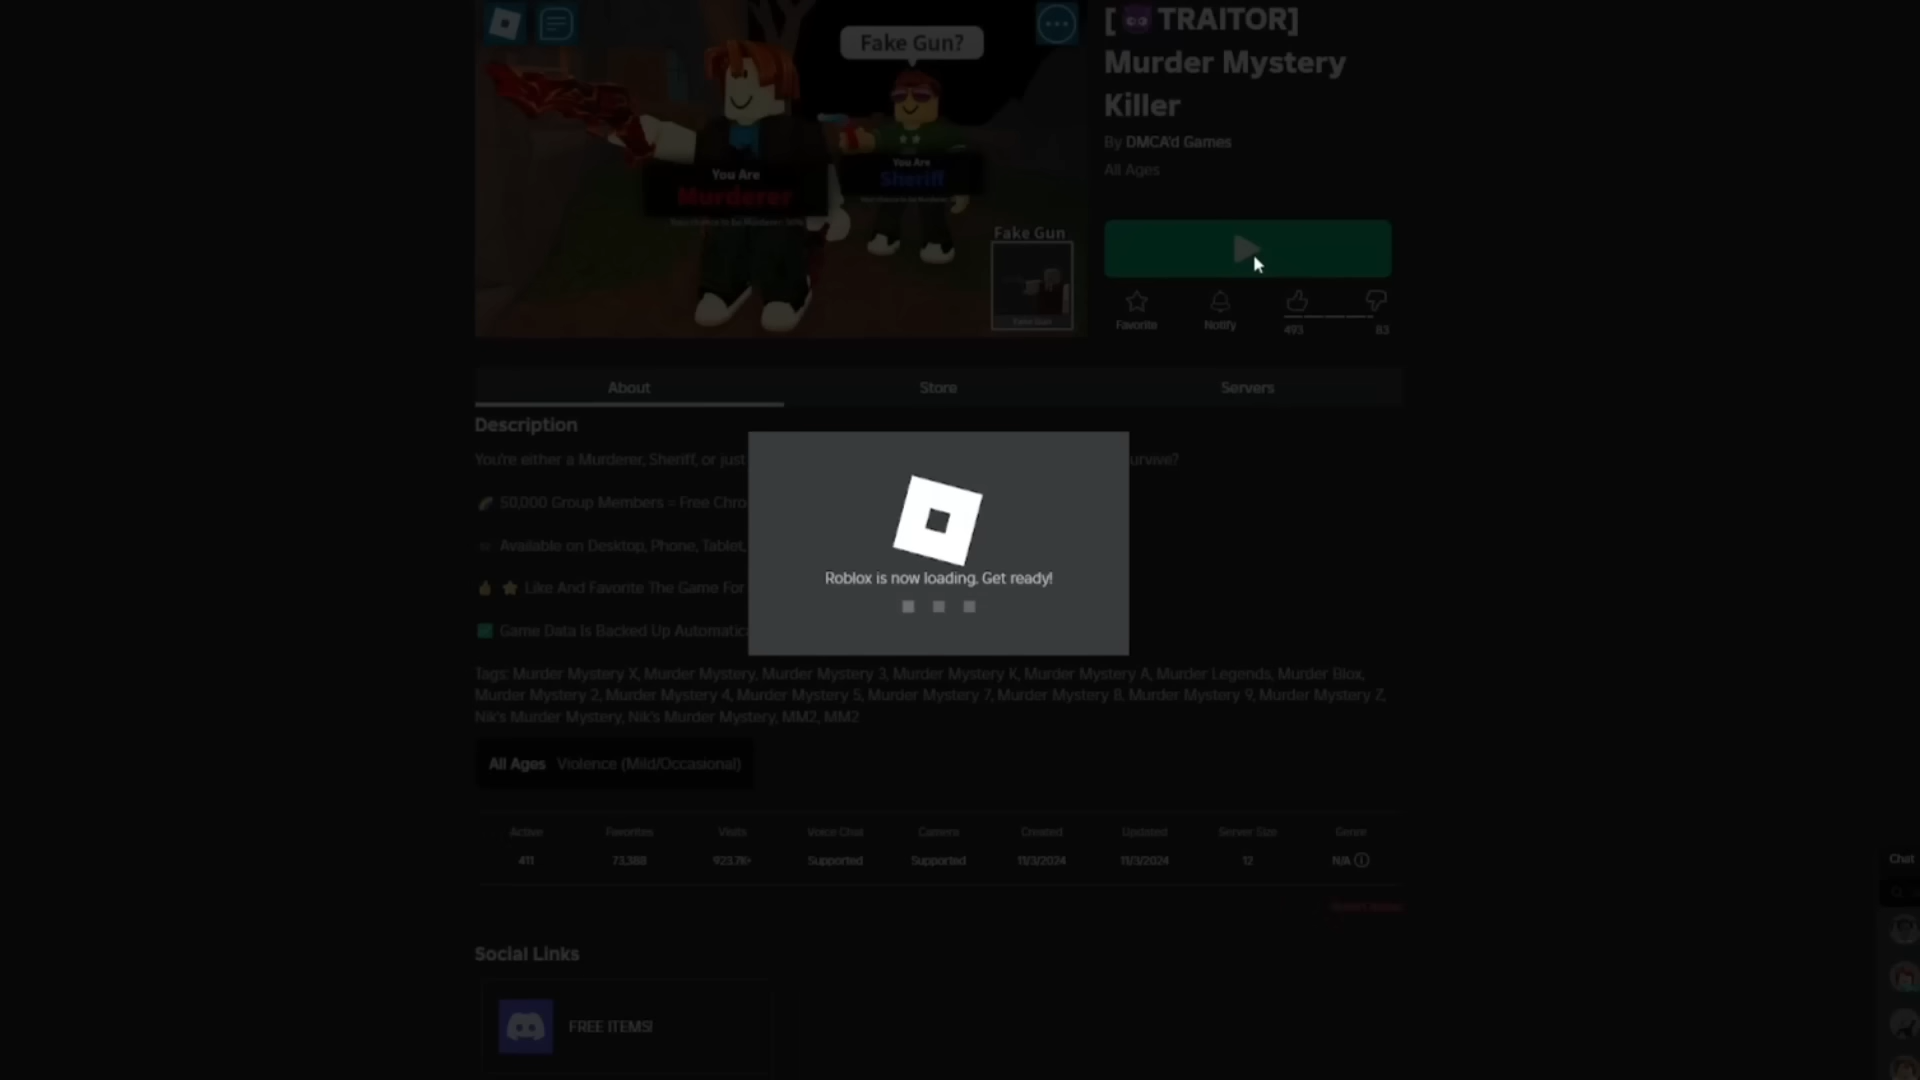 [😈TRAITOR]
Murder Mystery
Killer
By DMCA'd Games
All Ages
Fake Gun?
You Are
Murderer
You Are
Sheriff
Fake Gun
Favorite
Notify
493
83
About
Store
Servers
Description
You're either a Murderer, Sheriff, or just
urvive?
50,000 Group Members = Free Chro
Available on Desktop, Phone, Tablet,
Like And Favorite The Game For
Game Data Is Backed Up Automatica
Roblox is now loading. Get ready!
Tags: Murder Mystery X, Murder Mystery, Murder Mystery 3, Murder Mystery K, Murder Mystery A, Murder Legends, Murder Blox,
Murder Mystery 2, Murder Mystery 4, Murder Mystery 5, Murder Mystery 7, Murder Mystery 8, Murder Mystery 9, Murder Mystery Z,
Nik's Murder Mystery, Nik's Murder Mystery, MM2, MM2
All Ages Violence (Mild/Occasional)
Active Favorites Visits Voice Chat Camera Created Updated Server Size Genre
411 73,388 923.7K+ Supported Supported 11/3/2024 11/3/2024 12 N/A
Social Links
FREE ITEMS!
Chat